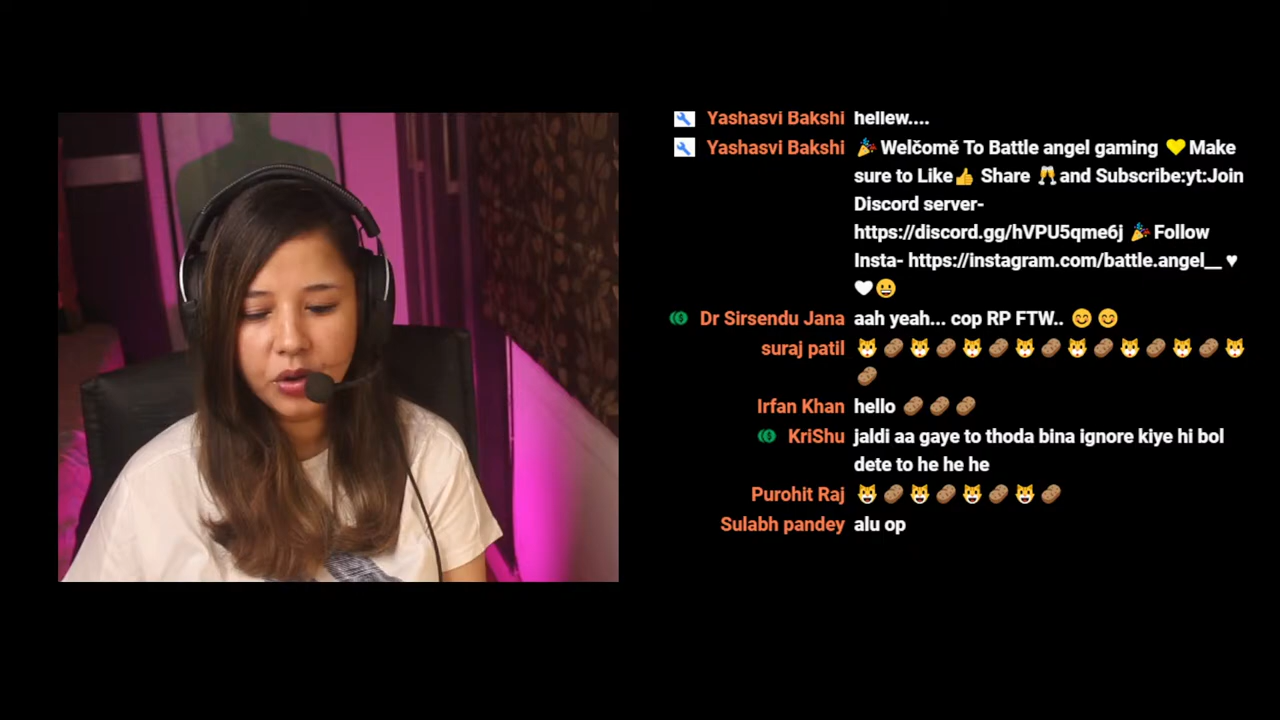 Yashasvi Bakshi hellew....
Yashasvi Bakshi 🎉Welčomě To Battle angel gaming 💛Make
sure to Like👍 Share 🥂and Subscribe:yt:Join
Discord server-
https://discord.gg/hVPU5qme6j 🎉Follow
Insta- https://instagram.com/battle.angel__ ♥
🤍😀
Dr Sirsendu Jana aah yeah... cop RP FTW.. 😊 😊
suraj patil 🐱🥔🐱🥔🐱🥔🐱🥔🐱🥔🐱🥔🐱🥔🐱
🥔
Irfan Khan hello 🥔🥔🥔
KriShu jaldi aa gaye to thoda bina ignore kiye hi bol
dete to he he he
Purohit Raj 😺🥔😺🥔😺🥔😺🥔
Sulabh pandey alu op